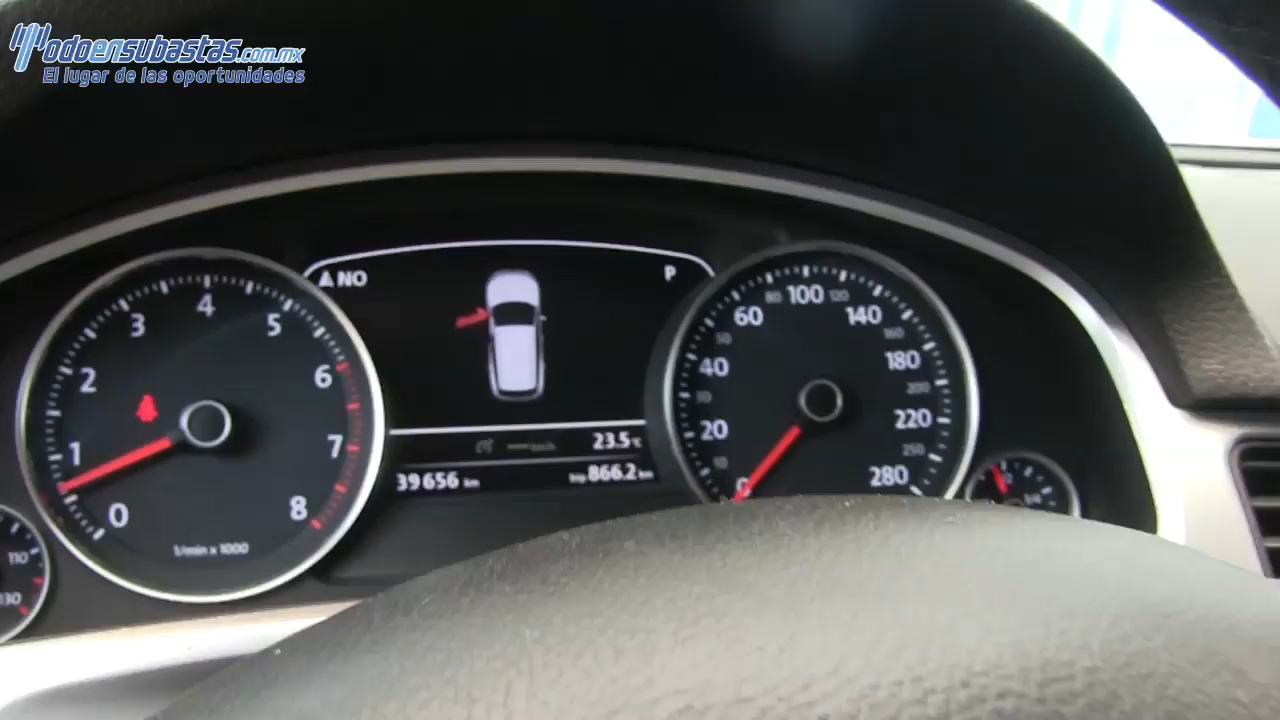 Todoensubastas.com.mx
El lugar de las oportunidades
NO P
0 1 2 3 4 5 6 7 8
1/min x 1000
23.5°C
39656 km trip 866.2 km
0 20 40 60 80 100 120 140 160 180 200 220 250 280
110
130